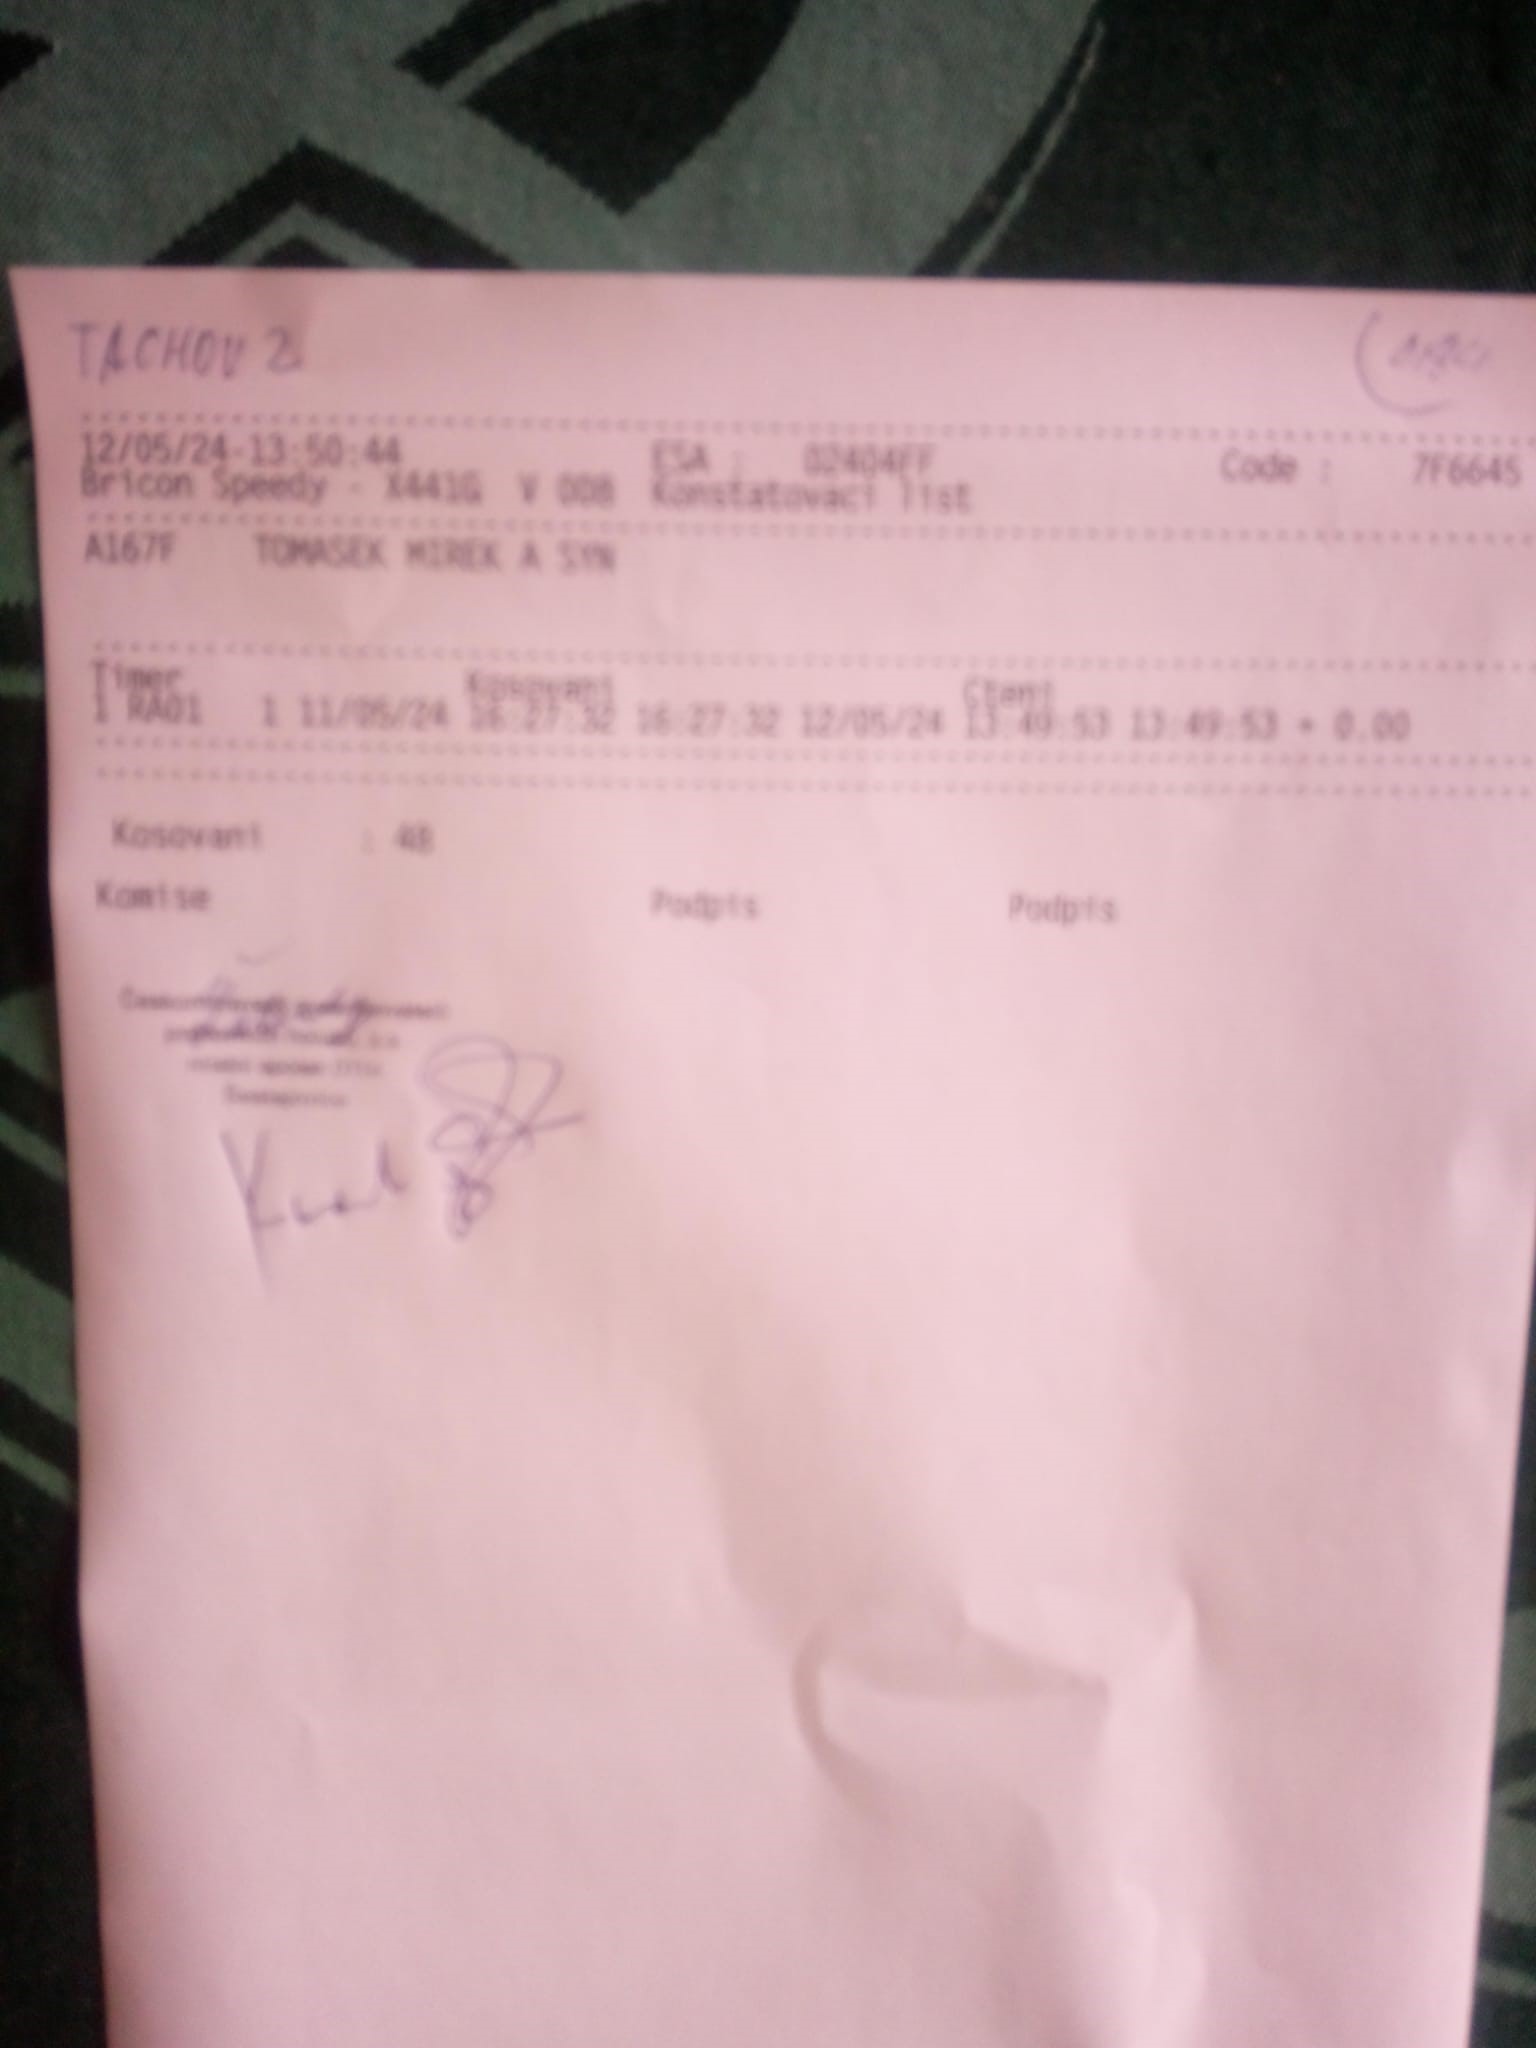 TACHOV 2
12/05/24-13:50:44 ESA : 02404FF Code : 7F6645
Bricon Speedy - X441G V 008 Konstatovaci list
A167F TOMASEK MIREK A SYN
Timer Kosovani Cteni
1 RA01 1 11/05/24 16:27:32 16:27:32 12/05/24 13:49:53 13:49:53 + 0.00
Kosovani : 48
Komise Podpis Podpis